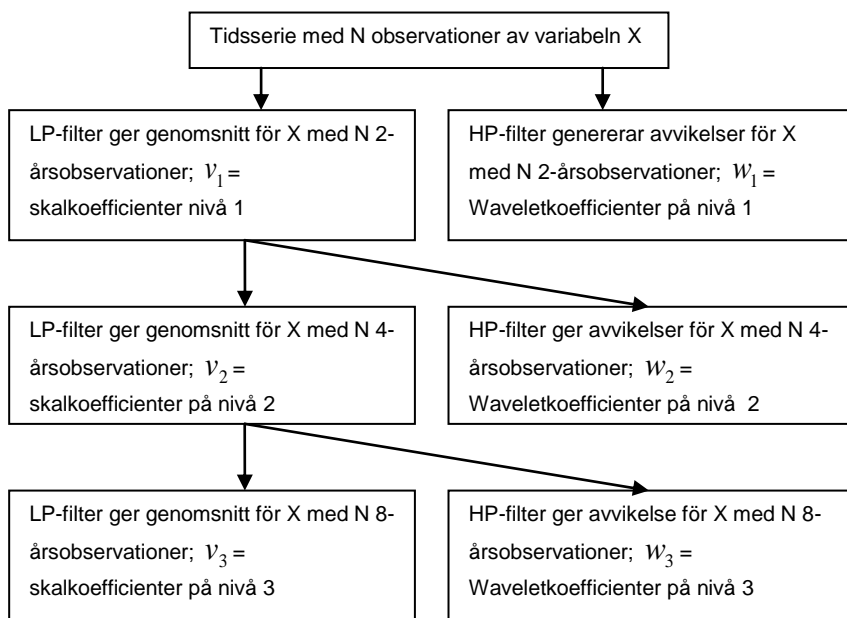 Tidsserie med N observationer av variabeln X
LP-filter ger genomsnitt för X med N 2-
årsobservationer; v₁ =
skalkoefficienter nivå 1
HP-filter genererar avvikelser för X
med N 2-årsobservationer; w₁ =
Waveletkoefficienter på nivå 1
LP-filter ger genomsnitt för X med N 4-
årsobservationer; v₂ =
skalkoefficienter på nivå 2
HP-filter ger avvikelser för X med N 4-
årsobservationer; w₂ =
Waveletkoefficienter på nivå 2
LP-filter ger genomsnitt för X med N 8-
årsobservationer; v₃ =
skalkoefficienter på nivå 3
HP-filter ger avvikelse för X med N 8-
årsobservationer; w₃ =
Waveletkoefficienter på nivå 3